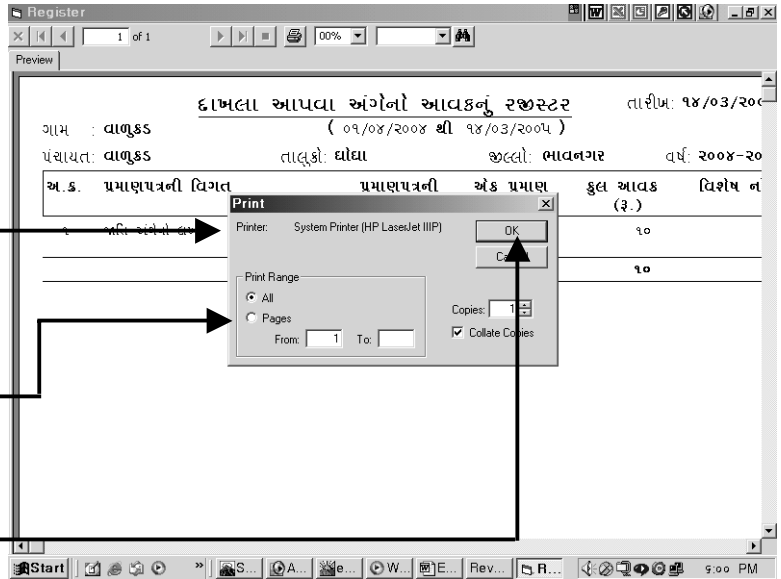 Register
1 of 1 00%
Preview
દાખલા આપવા અંગેનો આવકનું રજીસ્ટર તારીખ: ૧૪/૦૩/૨૦૦
ગામ : વાળુકડ ( ૦૧/૦૪/૨૦૦૪ થી ૧૪/૦૩/૨૦૦૫ )
પંચાયત: વાળુકડ તાલુકો: ઘોઘા જીલ્લો: ભાવનગર વર્ષ: ૨૦૦૪-૨૦
અ.ક્ર. પ્રમાણપત્રની વિગત પ્રમાણપત્રની એક પ્રમાણ કુલ આવક વિશેષ ન
(રૂ.)
૧૦
૧૦
Print
Printer: System Printer (HP LaserJet IIIP)
OK
Print Range
All
Pages
From: 1 To:
Copies: 1
Collate Copies
Start » S... A... e... W... E... Rev... R... 9:00 PM